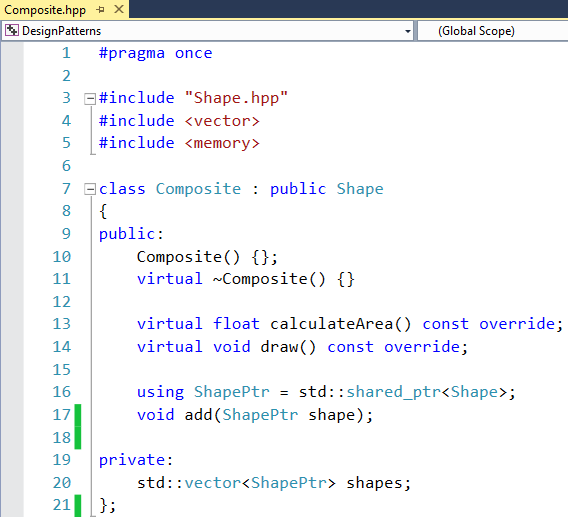 Composite.hpp
DesignPatterns (Global Scope)
1 #pragma once
2
3 #include "Shape.hpp"
4 #include <vector>
5 #include <memory>
6
7 class Composite : public Shape
8 {
9 public:
10     Composite() {};
11     virtual ~Composite() {}
12
13     virtual float calculateArea() const override;
14     virtual void draw() const override;
15
16     using ShapePtr = std::shared_ptr<Shape>;
17     void add(ShapePtr shape);
18
19 private:
20     std::vector<ShapePtr> shapes;
21 };